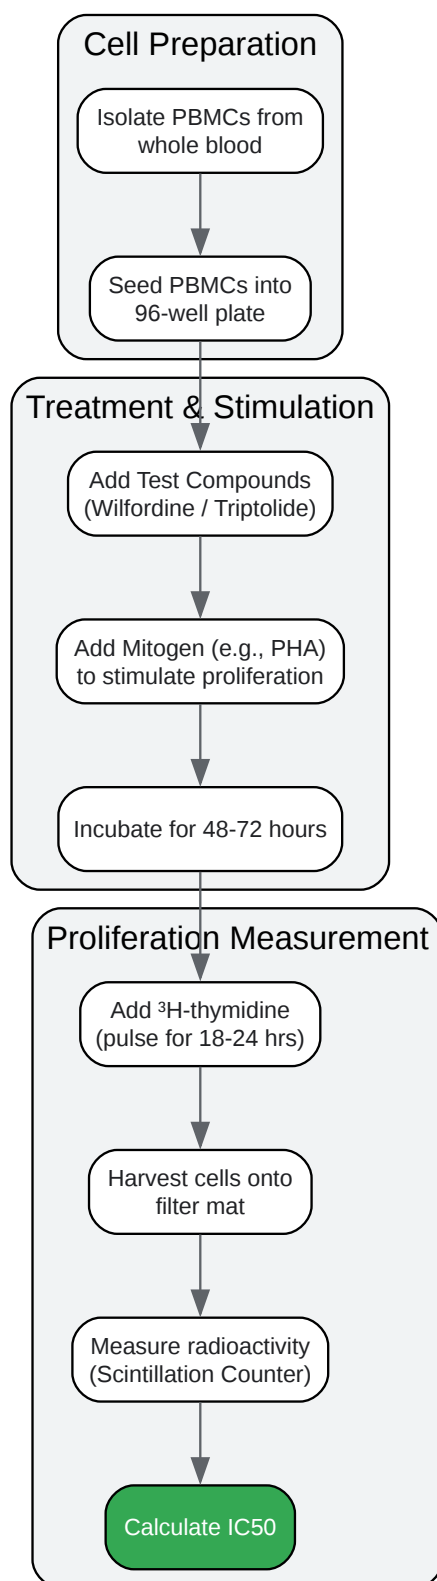 Cell Preparation
Isolate PBMCs from
whole blood
Seed PBMCs into
96-well plate
Treatment & Stimulation
Add Test Compounds
(Wilfordine / Triptolide)
Add Mitogen (e.g., PHA)
to stimulate proliferation
Incubate for 48-72 hours
Proliferation Measurement
Add ³H-thymidine
(pulse for 18-24 hrs)
Harvest cells onto
filter mat
Measure radioactivity
(Scintillation Counter)
Calculate IC50